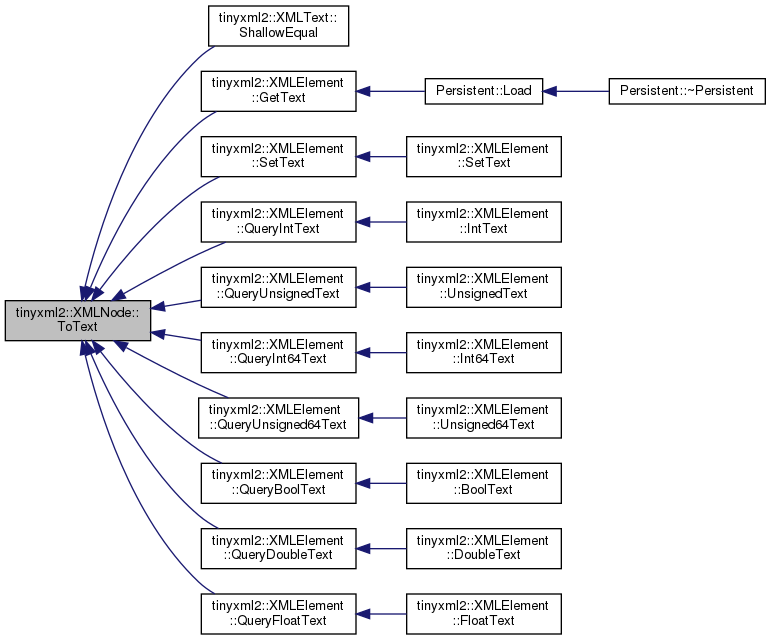 tinyxml2::XMLText::
ShallowEqual
tinyxml2::XMLElement
::GetText
Persistent::Load
Persistent::~Persistent
tinyxml2::XMLElement
::SetText
tinyxml2::XMLElement
::SetText
tinyxml2::XMLElement
::QueryIntText
tinyxml2::XMLElement
::IntText
tinyxml2::XMLElement
::QueryUnsignedText
tinyxml2::XMLElement
::UnsignedText
tinyxml2::XMLNode::
ToText
tinyxml2::XMLElement
::QueryInt64Text
tinyxml2::XMLElement
::Int64Text
tinyxml2::XMLElement
::QueryUnsigned64Text
tinyxml2::XMLElement
::Unsigned64Text
tinyxml2::XMLElement
::QueryBoolText
tinyxml2::XMLElement
::BoolText
tinyxml2::XMLElement
::QueryDoubleText
tinyxml2::XMLElement
::DoubleText
tinyxml2::XMLElement
::QueryFloatText
tinyxml2::XMLElement
::FloatText